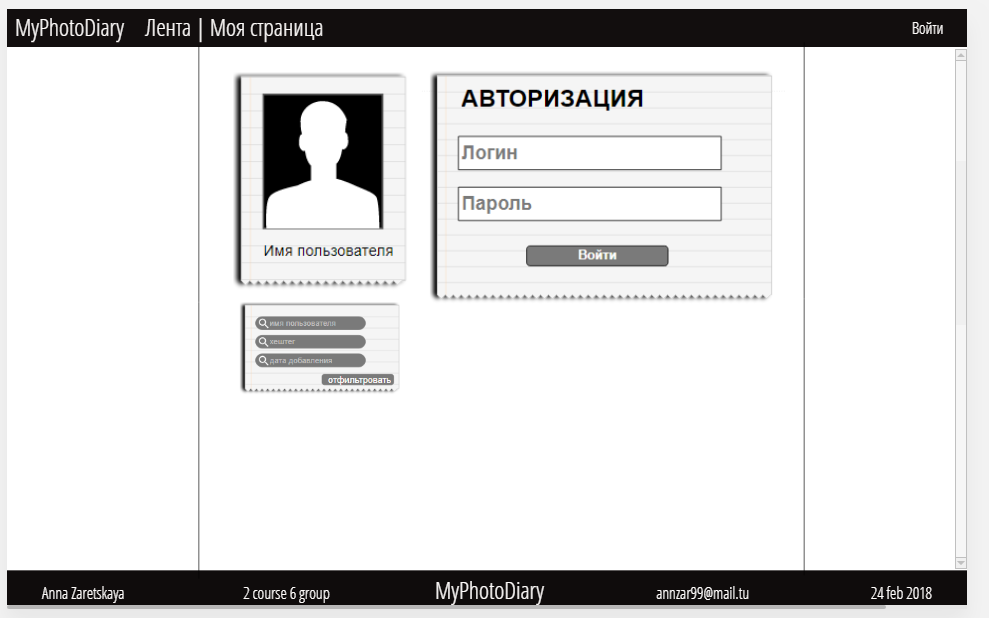 MyPhotoDiary Лента | Моя страница Войти
АВТОРИЗАЦИЯ
Логин
Пароль
Войти
Имя пользователя
имя пользователя
хештег
дата добавления
отфильтровать
Anna Zaretskaya 2 course 6 group MyPhotoDiary annzar99@mail.tu 24 feb 2018